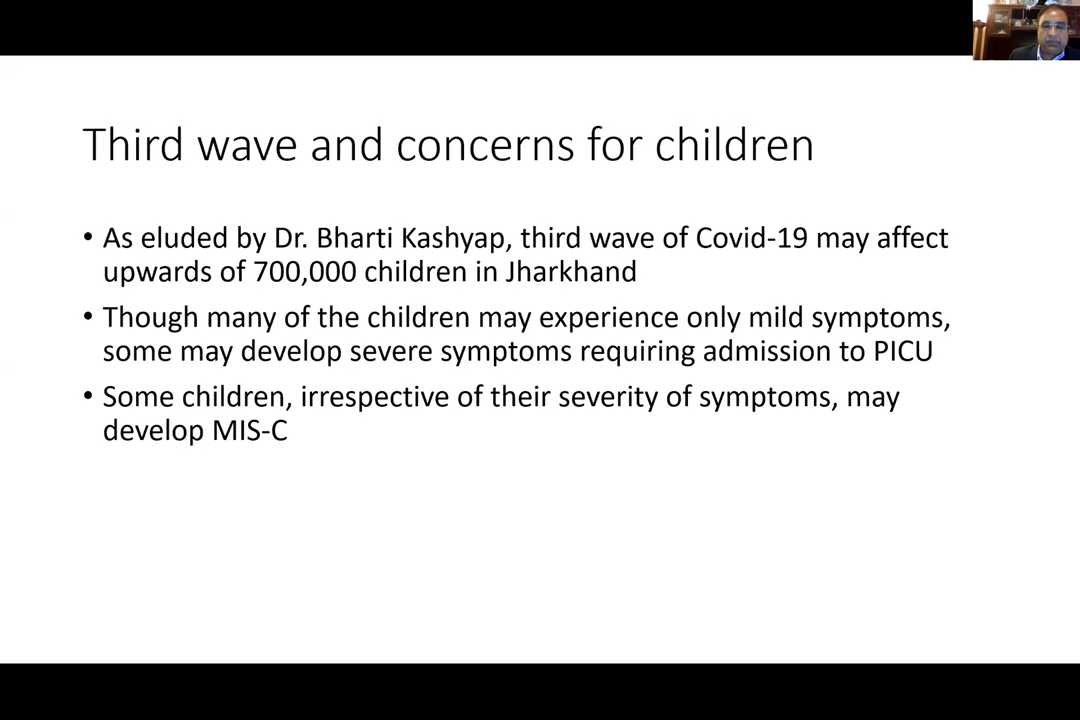 Third wave and concerns for children
• As eluded by Dr. Bharti Kashyap, third wave of Covid-19 may affect
upwards of 700,000 children in Jharkhand
• Though many of the children may experience only mild symptoms,
some may develop severe symptoms requiring admission to PICU
• Some children, irrespective of their severity of symptoms, may
develop MIS-C